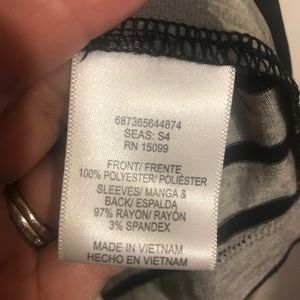 687365644874
SEAS: S4
RN 15099
FRONT/ FRENTE
100% POLYESTER/ POLIÉSTER
SLEEVES/ MANGA &
BACK/ ESPALDA
97% RAYON/ RAYÓN
3% SPANDEX
MADE IN VIETNAM
HECHO EN VIETNAM